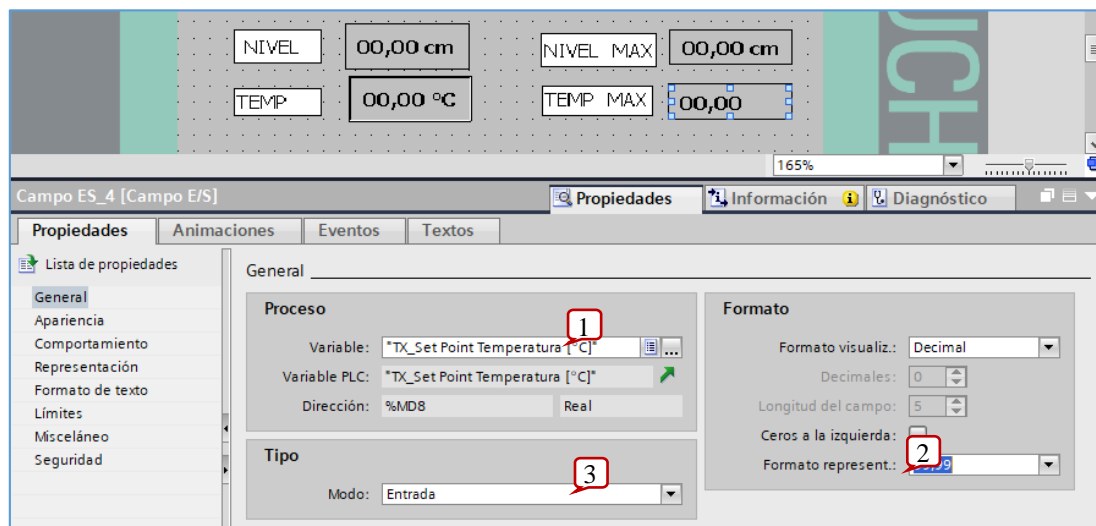 NIVEL 00,00 cm NIVEL MAX 00,00 cm
TEMP 00,00 °C TEMP MAX 00,00
UCH
165%
Campo ES_4 [Campo E/S] Propiedades Información Diagnóstico
Propiedades Animaciones Eventos Textos
Lista de propiedades
General
Apariencia
Comportamiento
Representación
Formato de texto
Límites
Misceláneo
Seguridad
General
Proceso
1
Variable: "TX_Set Point Temperatura [°C]" ...
Variable PLC: "TX_Set Point Temperatura [°C]"
Dirección: %MD8 Real
Tipo
3
Modo: Entrada
Formato
Formato visualiz.: Decimal
Decimales: 0
Longitud del campo: 5
Ceros a la izquierda:
2
Formato represent.: